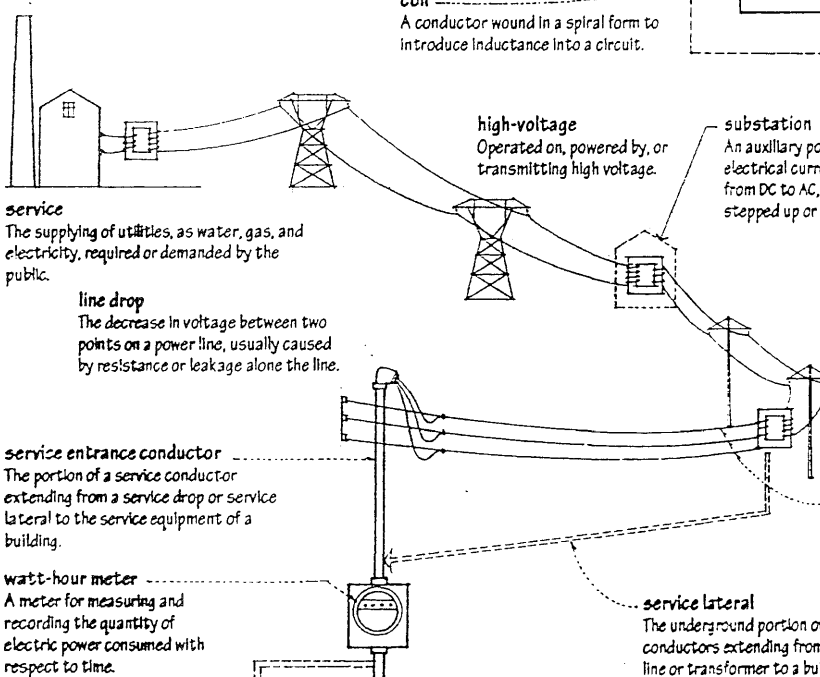 coil
A conductor wound in a spiral form to
introduce inductance into a circuit.
high-voltage
Operated on, powered by, or
transmitting high voltage.
substation
An auxiliary
electrical
from DC to AC,
stepped up or
service
The supplying of utilities, as water, gas, and
electricity, required or demanded by the
public.
line drop
The decrease in voltage between two
points on a power line, usually caused
by resistance or leakage alone the line.
service entrance conductor
The portion of a service conductor
extending from a service drop or service
lateral to the service equipment of a
building.
watt-hour meter
A meter for measuring and
recording the quantity of
electric power consumed with
respect to time.
service lateral
The underground portion
conductors extending from
line or transformer to a